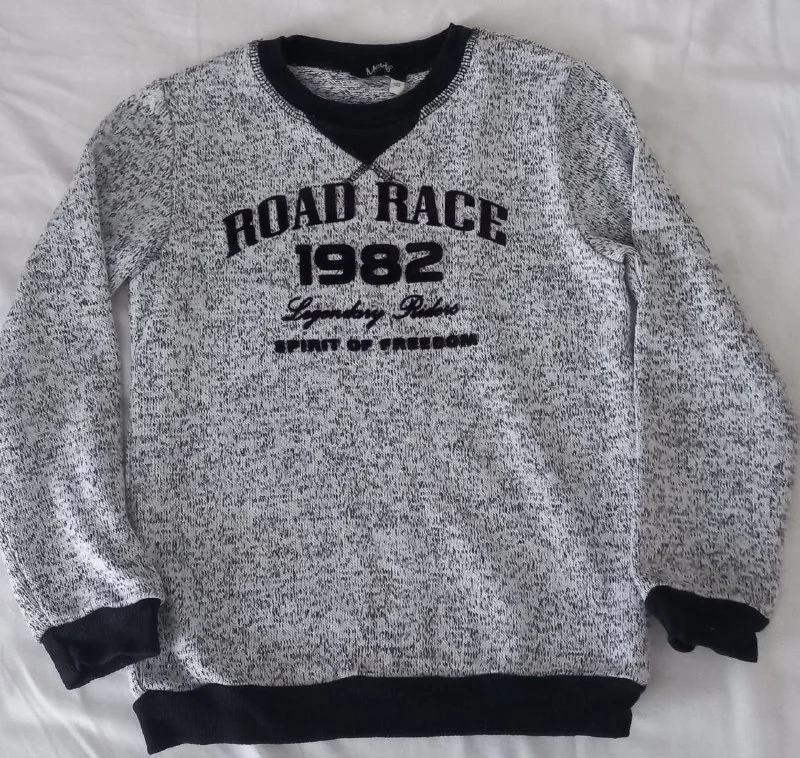 ROAD RACE
1982
Legendary Riders
SPIRIT OF FREEDOM